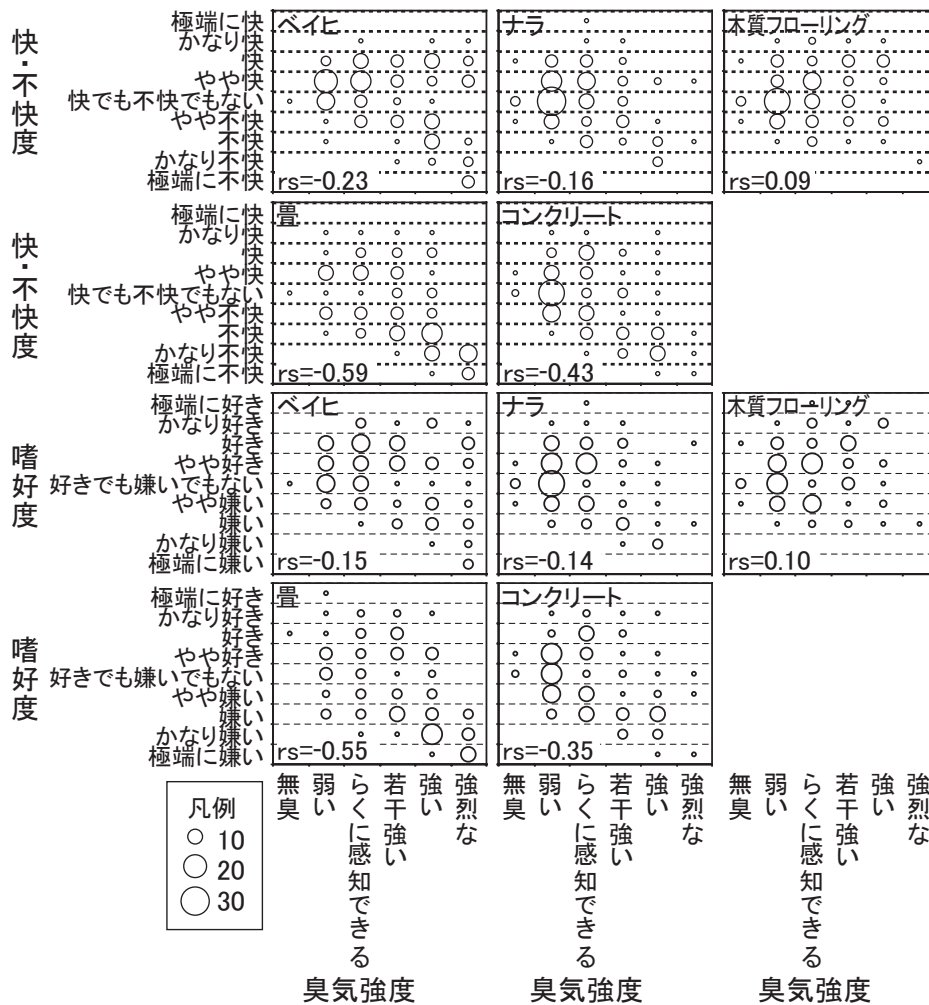 快・不快度
極端に快
かなり快
快
やや快
快でも不快でもない
やや不快
不快
かなり不快
極端に不快
ベイヒ
rs=-0.23
ナラ
rs=-0.16
木質フローリング
rs=0.09
快・不快度
極端に快
かなり快
快
やや快
快でも不快でもない
やや不快
不快
かなり不快
極端に不快
畳
rs=-0.59
コンクリート
rs=-0.43
嗜好度
極端に好き
かなり好き
好き
やや好き
好きでも嫌いでもない
やや嫌い
嫌い
かなり嫌い
極端に嫌い
ベイヒ
rs=-0.15
ナラ
rs=-0.14
木質フローリング
rs=0.10
嗜好度
極端に好き
かなり好き
好き
やや好き
好きでも嫌いでもない
やや嫌い
嫌い
かなり嫌い
極端に嫌い
畳
rs=-0.55
コンクリート
rs=-0.35
凡例
10
20
30
無臭
弱い
らくに感知できる
若干強い
強い
強烈な
臭気強度
無臭
弱い
らくに感知できる
若干強い
強い
強烈な
臭気強度
無臭
弱い
らくに感知できる
若干強い
強い
強烈な
臭気強度